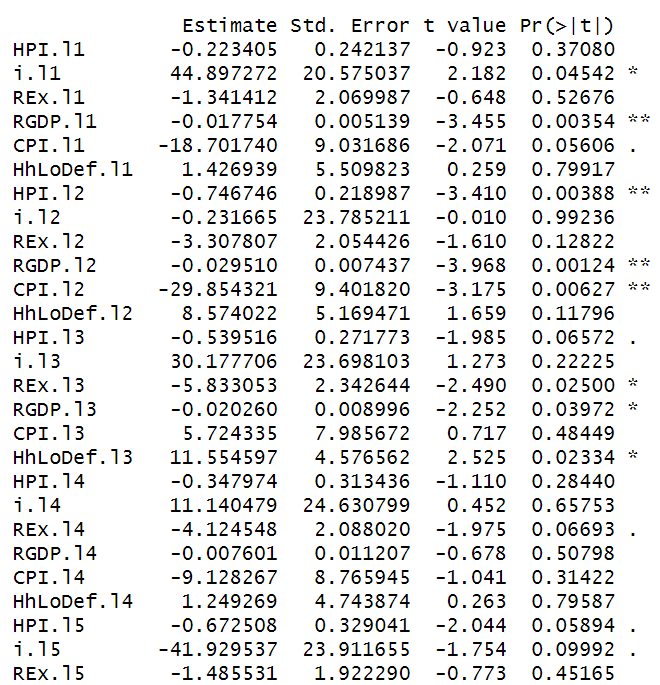 Estimate Std. Error t value Pr(>|t|)
HPI.l1 -0.223405 0.242137 -0.923 0.37080
i.l1 44.897272 20.575037 2.182 0.04542 *
REx.l1 -1.341412 2.069987 -0.648 0.52676
RGDP.l1 -0.017754 0.005139 -3.455 0.00354 **
CPI.l1 -18.701740 9.031686 -2.071 0.05606 .
HhLoDef.l1 1.426939 5.509823 0.259 0.79917
HPI.l2 -0.746746 0.218987 -3.410 0.00388 **
i.l2 -0.231665 23.785211 -0.010 0.99236
REx.l2 -3.307807 2.054426 -1.610 0.12822
RGDP.l2 -0.029510 0.007437 -3.968 0.00124 **
CPI.l2 -29.854321 9.401820 -3.175 0.00627 **
HhLoDef.l2 8.574022 5.169471 1.659 0.11796
HPI.l3 -0.539516 0.271773 -1.985 0.06572 .
i.l3 30.177706 23.698103 1.273 0.22225
REx.l3 -5.833053 2.342644 -2.490 0.02500 *
RGDP.l3 -0.020260 0.008996 -2.252 0.03972 *
CPI.l3 5.724335 7.985672 0.717 0.48449
HhLoDef.l3 11.554597 4.576562 2.525 0.02334 *
HPI.l4 -0.347974 0.313436 -1.110 0.28440
i.l4 11.140479 24.630799 0.452 0.65753
REx.l4 -4.124548 2.088020 -1.975 0.06693 .
RGDP.l4 -0.007601 0.011207 -0.678 0.50798
CPI.l4 -9.128267 8.765945 -1.041 0.31422
HhLoDef.l4 1.249269 4.743874 0.263 0.79587
HPI.l5 -0.672508 0.329041 -2.044 0.05894 .
i.l5 -41.929537 23.911655 -1.754 0.09992 .
REx.l5 -1.485531 1.922290 -0.773 0.45165